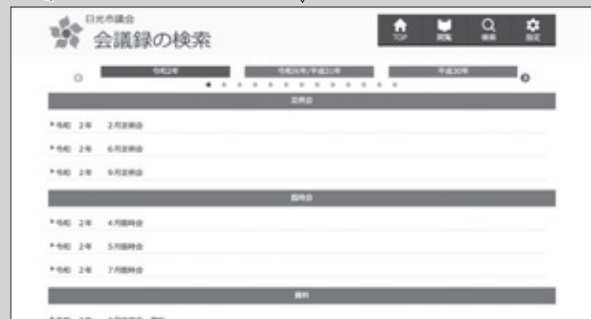 日光市議会
会議録の検索
TOP 閲覧 検索 設定
令和2年 令和元年/平成31年 平成30年
定例会
令和 2年 2月定例会
令和 2年 6月定例会
令和 2年 9月定例会
臨時会
令和 2年 4月臨時会
令和 2年 5月臨時会
令和 2年 7月臨時会
資料